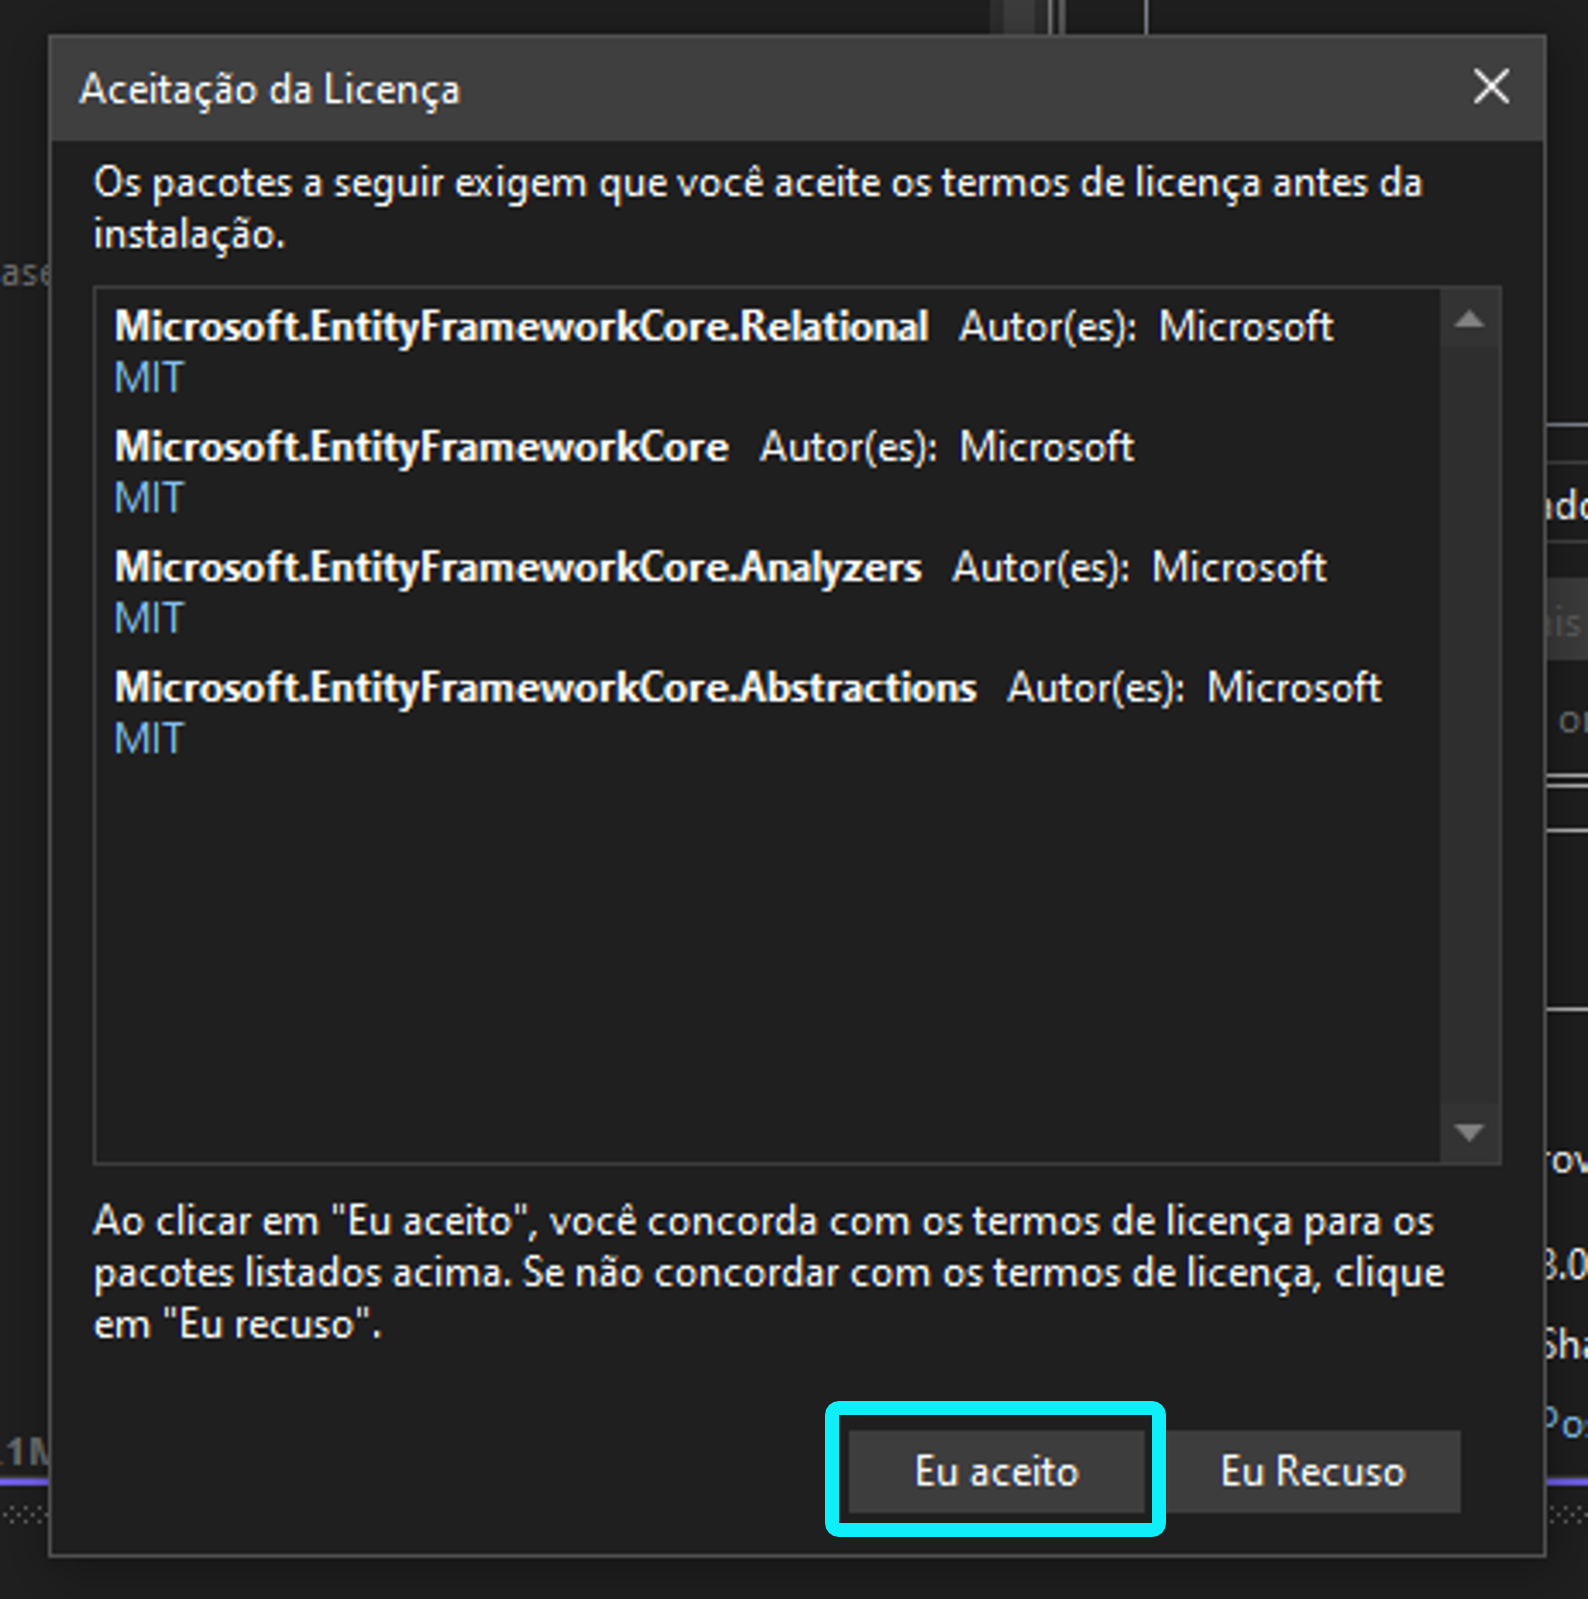 Aceitação da Licença
Os pacotes a seguir exigem que você aceite os termos de licença antes da
instalação.
Microsoft.EntityFrameworkCore.Relational Autor(es): Microsoft
MIT
Microsoft.EntityFrameworkCore Autor(es): Microsoft
MIT
Microsoft.EntityFrameworkCore.Analyzers Autor(es): Microsoft
MIT
Microsoft.EntityFrameworkCore.Abstractions Autor(es): Microsoft
MIT
Ao clicar em "Eu aceito", você concorda com os termos de licença para os
pacotes listados acima. Se não concordar com os termos de licença, clique
em "Eu recuso".
Eu aceito Eu Recuso